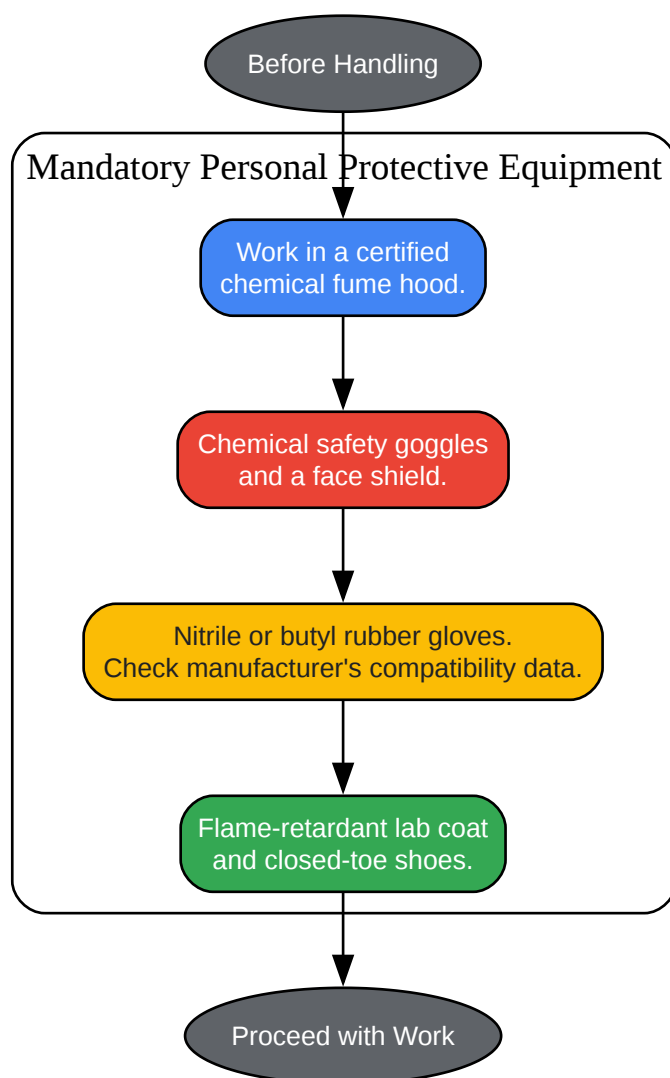 Before Handling
Mandatory Personal Protective Equipment
Work in a certified
chemical fume hood.
Chemical safety goggles
and a face shield.
Nitrile or butyl rubber gloves.
Check manufacturer's compatibility data.
Flame-retardant lab coat
and closed-toe shoes.
Proceed with Work